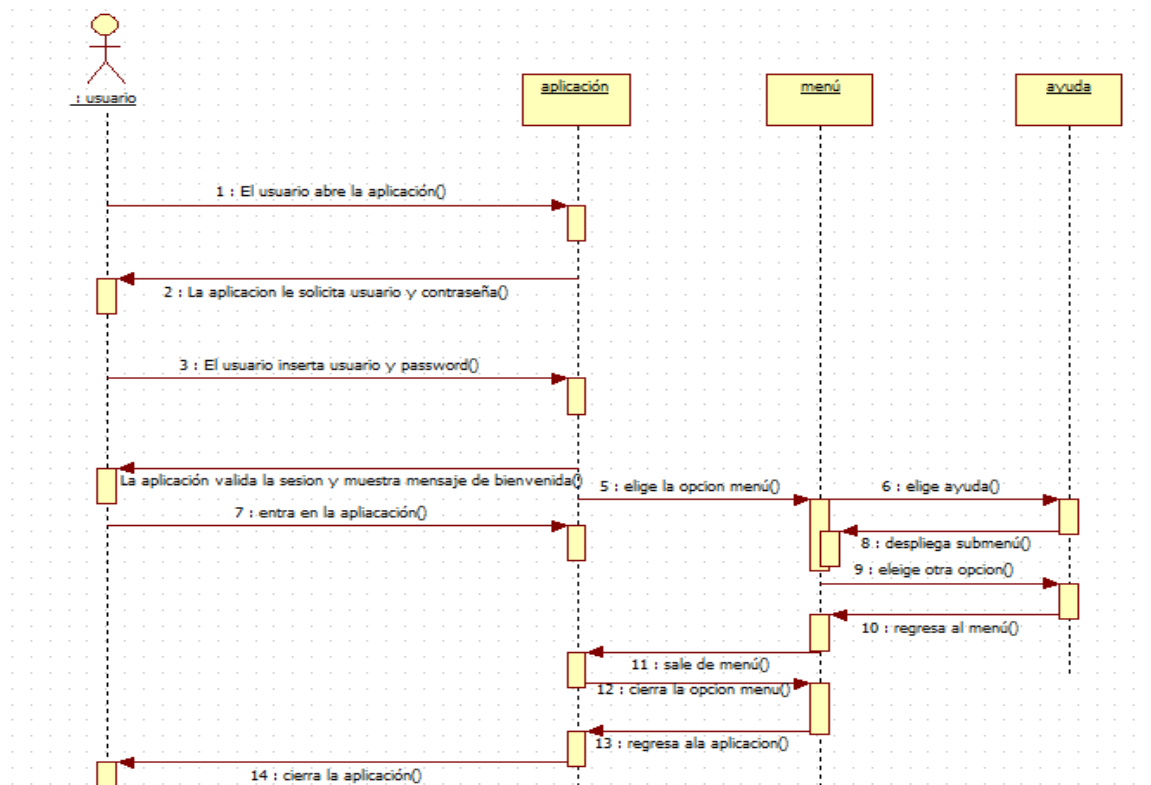 : usuario
aplicación
menú
ayuda
1 : El usuario abre la aplicación()
2 : La aplicacion le solicita usuario y contraseña()
3 : El usuario inserta usuario y password()
La aplicación valida la sesion y muestra mensaje de bienvenida()
5 : elige la opcion menú()
6 : elige ayuda()
7 : entra en la apliacación()
8 : despliega submenú()
9 : eleige otra opcion()
10 : regresa al menú()
11 : sale de menú()
12 : cierra la opcion menu()
13 : regresa ala aplicacion()
14 : cierra la aplicación()